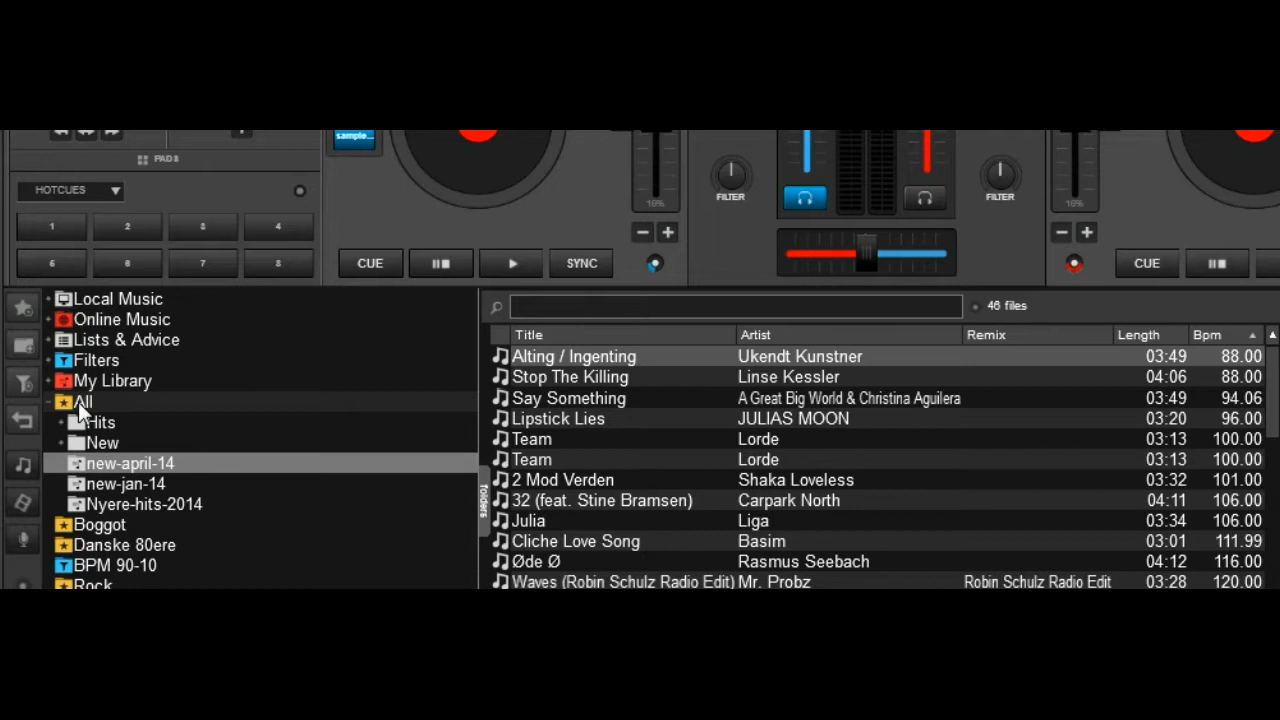 sample...
PADS
HOTCUES
1 2 3 4
5 6 7 8
16%
FILTER
FILTER
16%
CUE
SYNC
CUE
Local Music
Online Music
Lists & Advice
Filters
My Library
All
Hits
New
new-april-14
new-jan-14
Nyere-hits-2014
Boggot
Danske 80ere
BPM 90-10
Rock
folders
46 files
Title Artist Remix Length Bpm
Alting / Ingenting Ukendt Kunstner 03:49 88.00
Stop The Killing Linse Kessler 04:06 88.00
Say Something A Great Big World & Christina Aguilera 03:49 94.06
Lipstick Lies JULIAS MOON 03:20 96.00
Team Lorde 03:13 100.00
Team Lorde 03:13 100.00
2 Mod Verden Shaka Loveless 03:32 101.00
32 (feat. Stine Bramsen) Carpark North 04:11 106.00
Julia Liga 03:34 106.00
Cliche Love Song Basim 03:01 111.99
Øde Ø Rasmus Seebach 04:12 116.00
Waves (Robin Schulz Radio Edit) Mr. Probz Robin Schulz Radio Edit 03:28 120.00